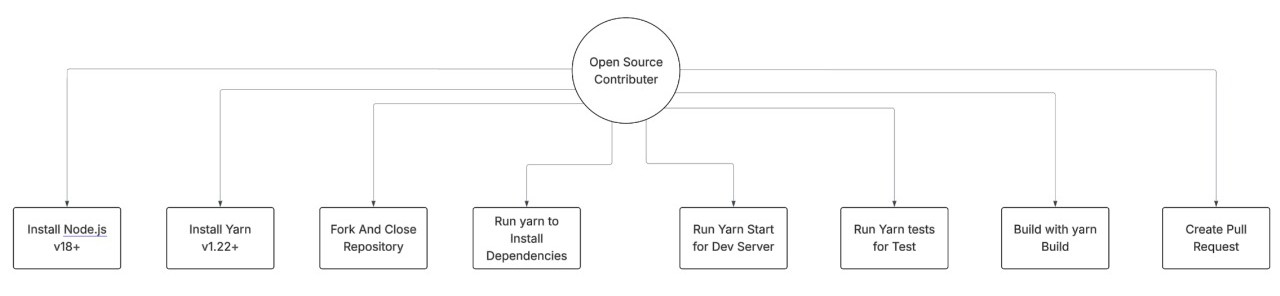 Open Source
Contributer
Install Node.js
v18+
Install Yarn
v1.22+
Fork And Close
Repository
Run yarn to
Install
Dependencies
Run Yarn Start
for Dev Server
Run Yarn tests
for Test
Build with yarn
Build
Create Pull
Request